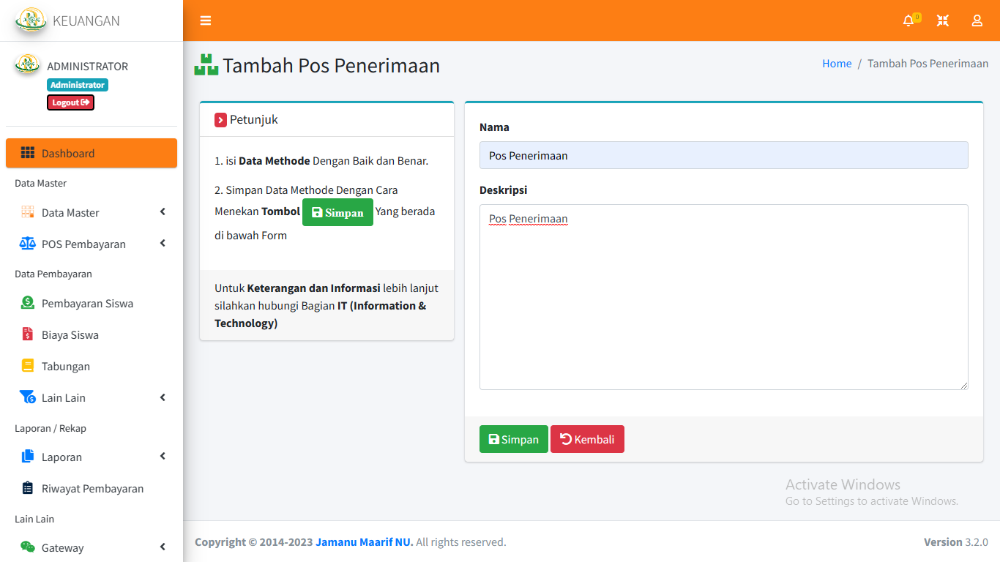 KEUANGAN
0
ADMINISTRATOR
Administrator
Logout
Dashboard
Data Master
Data Master
POS Pembayaran
Data Pembayaran
Pembayaran Siswa
Biaya Siswa
Tabungan
Lain Lain
Laporan / Rekap
Laporan
Riwayat Pembayaran
Lain Lain
Gateway
Tambah Pos Penerimaan
Home / Tambah Pos Penerimaan
Petunjuk
1. isi Data Methode Dengan Baik dan Benar.
2. Simpan Data Methode Dengan Cara
Menekan Tombol Simpan Yang berada
di bawah Form
Untuk Keterangan dan Informasi lebih lanjut
silahkan hubungi Bagian IT (Information &
Technology)
Nama
Pos Penerimaan
Deskripsi
Pos Penerimaan
Simpan Kembali
Activate Windows
Go to Settings to activate Windows.
Copyright © 2014-2023 Jamanu Maarif NU. All rights reserved.
Version 3.2.0